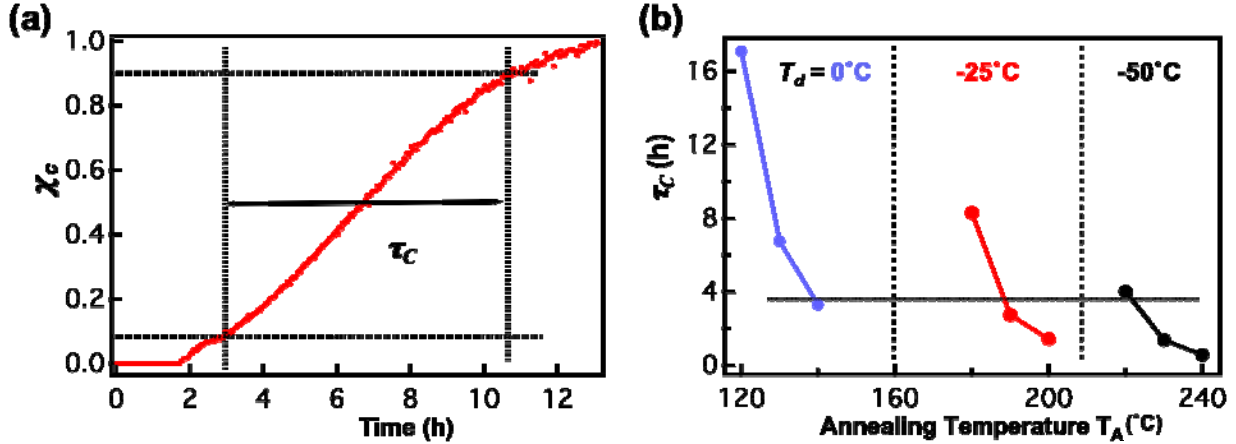 (a)
1.0
0.8
0.6
0.4
0.2
0.0
χc
τC
0 2 4 6 8 10 12
Time (h)
(b)
16
12
8
4
0
τC (h)
Td = 0°C
-25°C
-50°C
120 160 200 240
Annealing Temperature TA(°C)